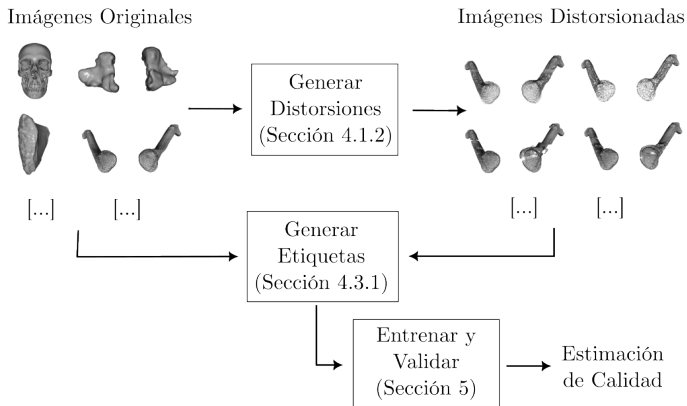 Imágenes Originales
Imágenes Distorsionadas
Generar
Distorsiones
(Sección 4.1.2)
[...]
[...]
[...]
[...]
Generar
Etiquetas
(Sección 4.3.1)
Entrenar y
Validar
(Sección 5)
Estimación
de Calidad